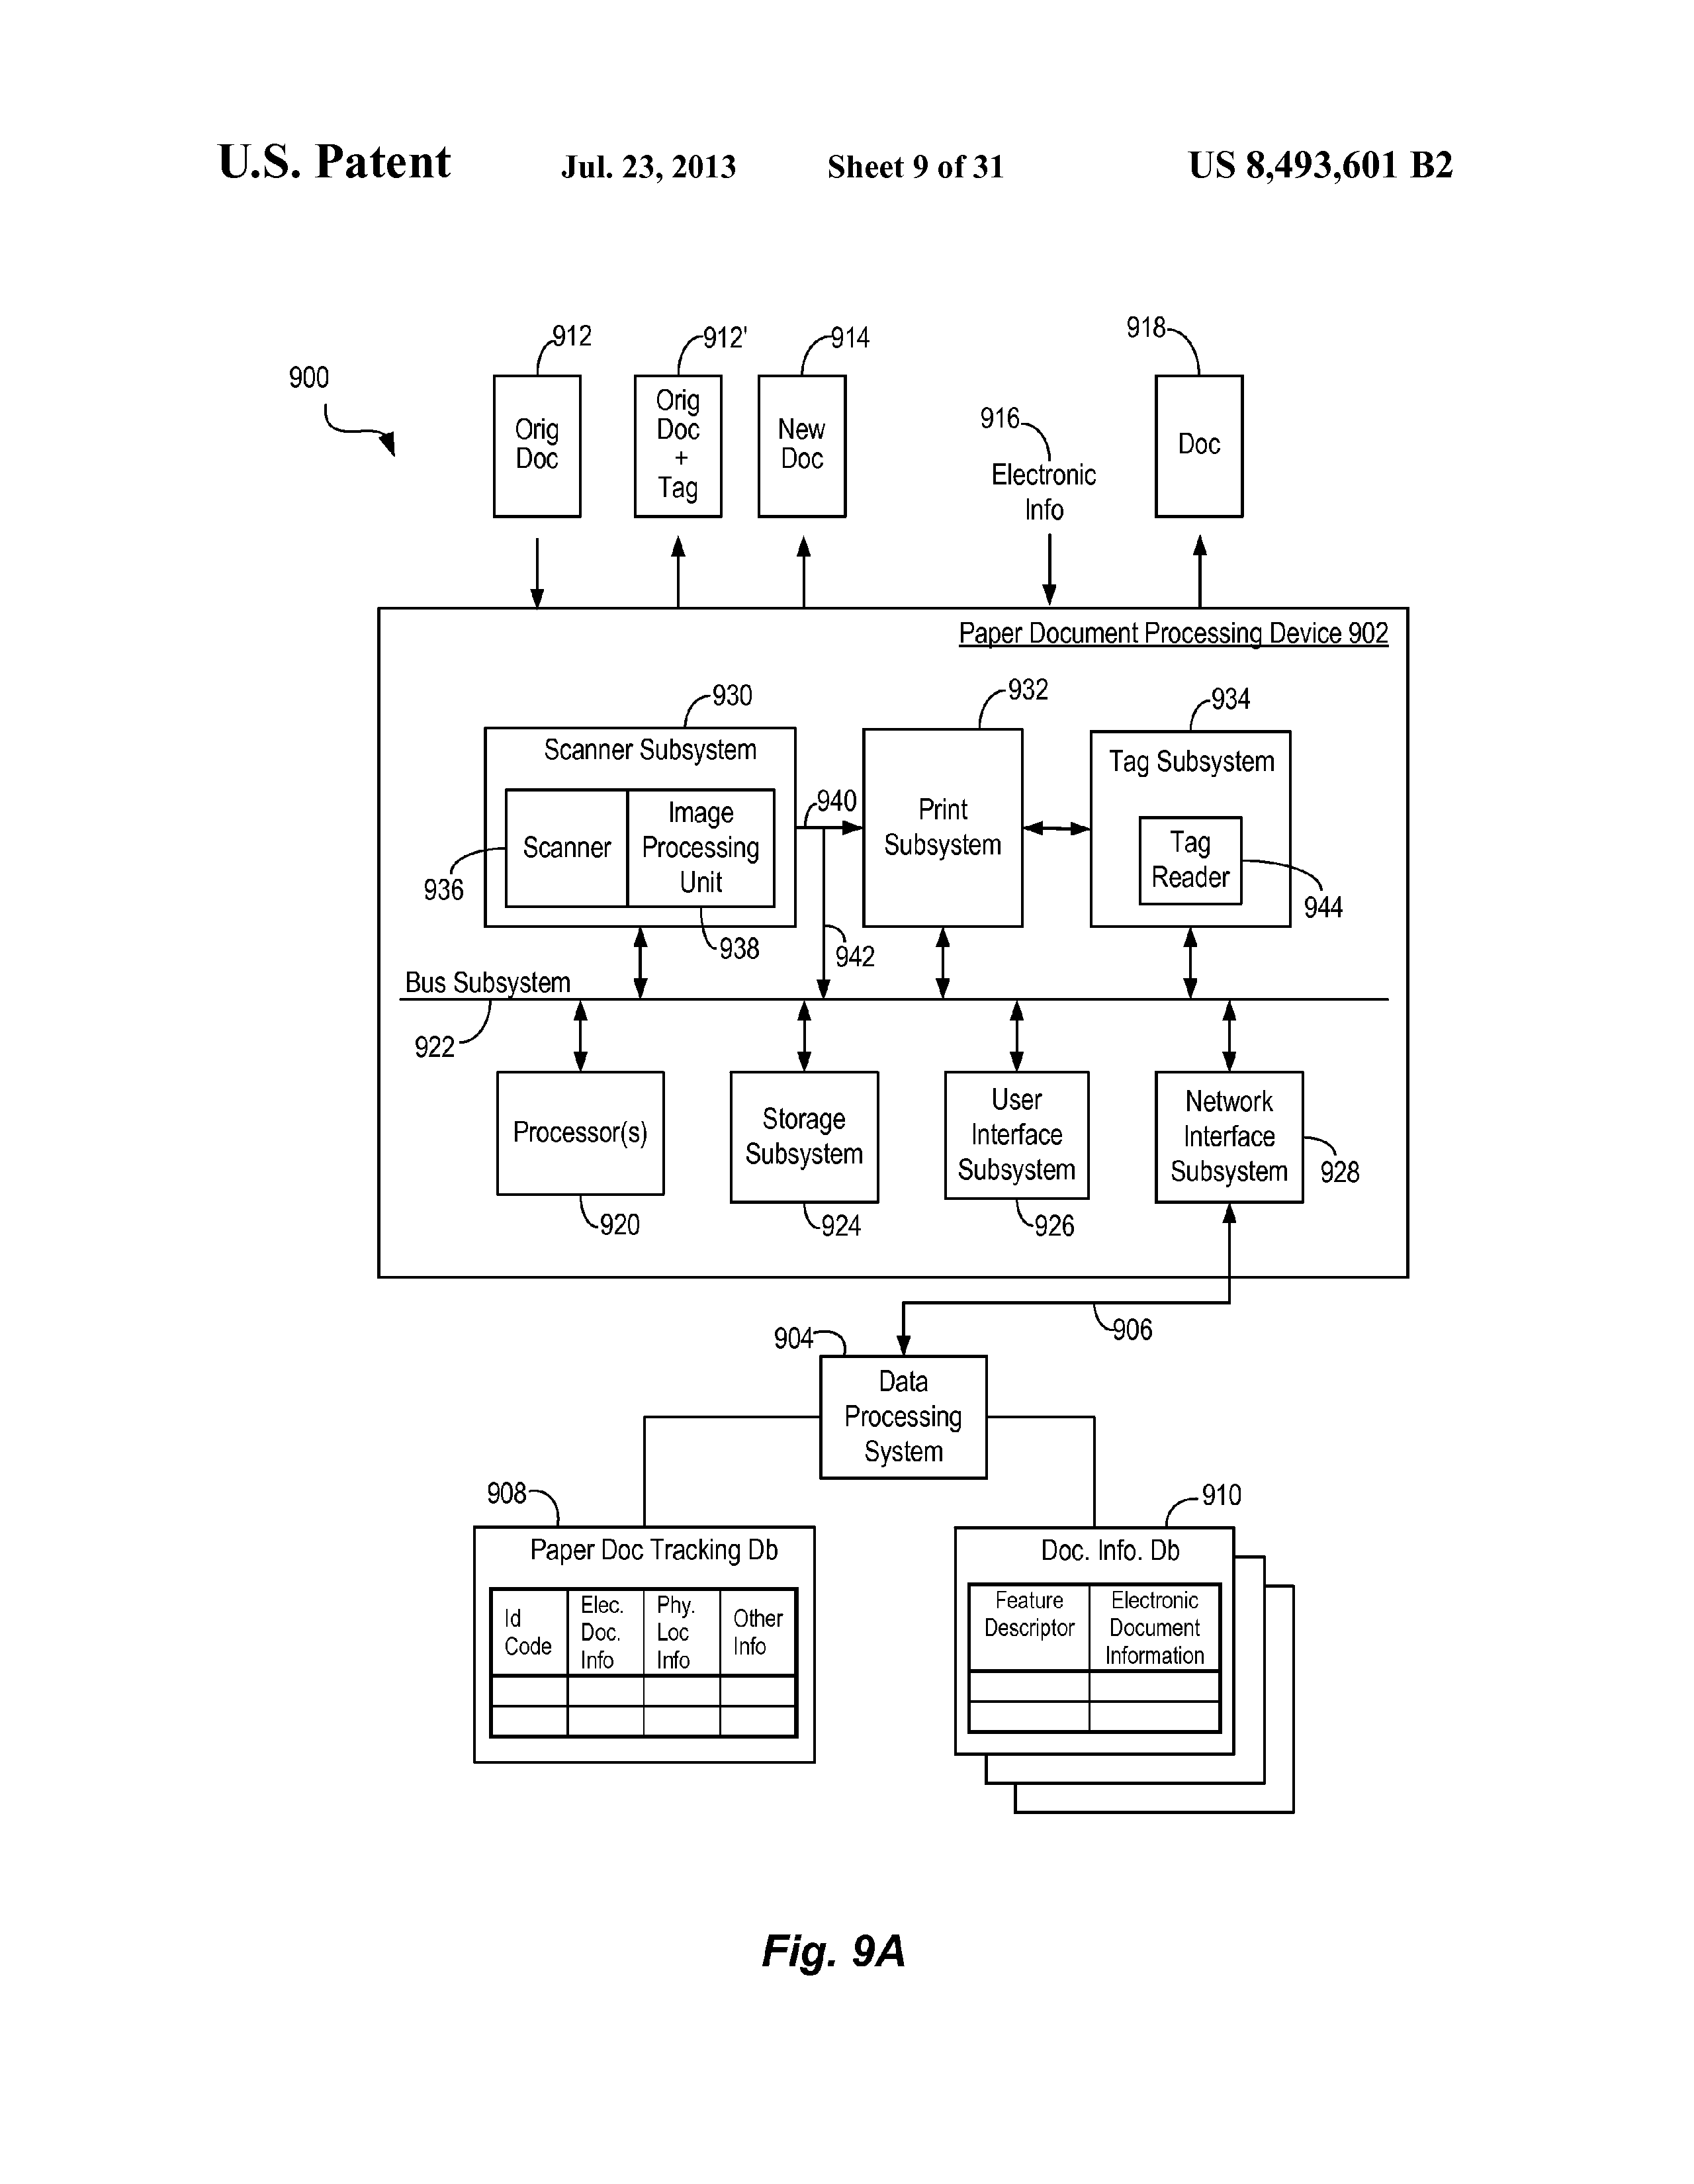 U.S. Patent Jul. 23, 2013 Sheet 9 of 31 US 8,493,601 B2
900
912
912'
914
916
918
Orig
Doc
Orig
Doc
+
Tag
New
Doc
Electronic
Info
Doc
Paper Document Processing Device 902
930
932
934
Scanner Subsystem
Scanner
Image
Processing
Unit
936
938
940
942
Print
Subsystem
Tag Subsystem
Tag
Reader
944
Bus Subsystem
922
Processor(s)
920
Storage
Subsystem
924
User
Interface
Subsystem
926
Network
Interface
Subsystem
928
906
904
Data
Processing
System
908
Paper Doc Tracking Db
Id
Code
Elec.
Doc.
Info
Phy.
Loc
Info
Other
Info
910
Doc. Info. Db
Feature
Descriptor
Electronic
Document
Information
Fig. 9A